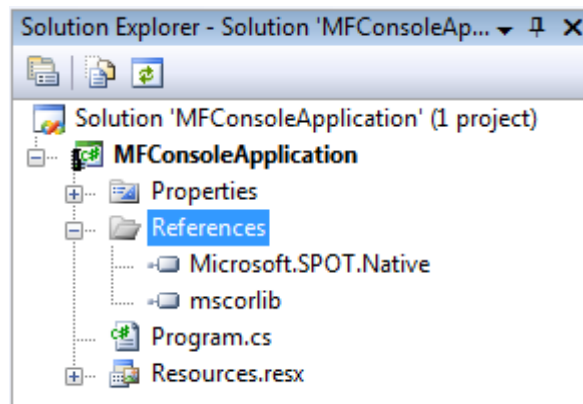 Solution Explorer - Solution 'MFConsoleAp...
Solution 'MFConsoleApplication' (1 project)
MFConsoleApplication
Properties
References
Microsoft.SPOT.Native
mscorlib
Program.cs
Resources.resx